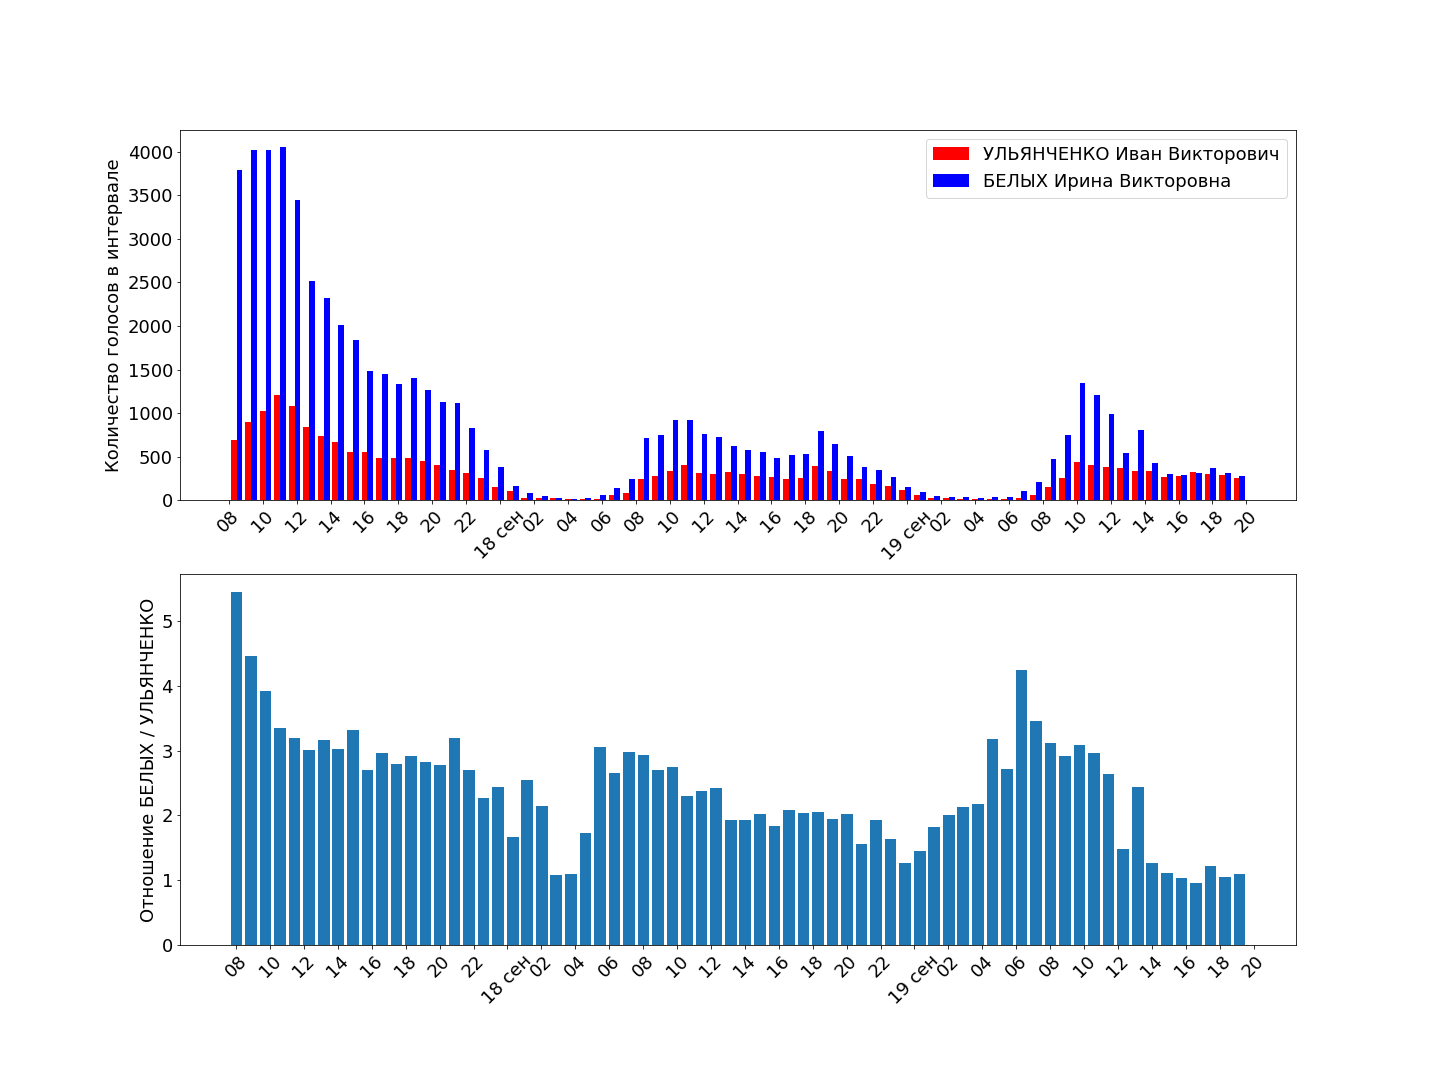 Количество голосов в интервале
4000
3500
3000
2500
2000
1500
1000
500
0
УЛЬЯНЧЕНКО Иван Викторович
БЕЛЫХ Ирина Викторовна
08 10 12 14 16 18 20 22 18 сен 02 04 06 08 10 12 14 16 18 20 22 19 сен 02 04 06 08 10 12 14 16 18 20
Отношение БЕЛЫХ / УЛЬЯНЧЕНКО
5
4
3
2
1
0
08 10 12 14 16 18 20 22 18 сен 02 04 06 08 10 12 14 16 18 20 22 19 сен 02 04 06 08 10 12 14 16 18 20